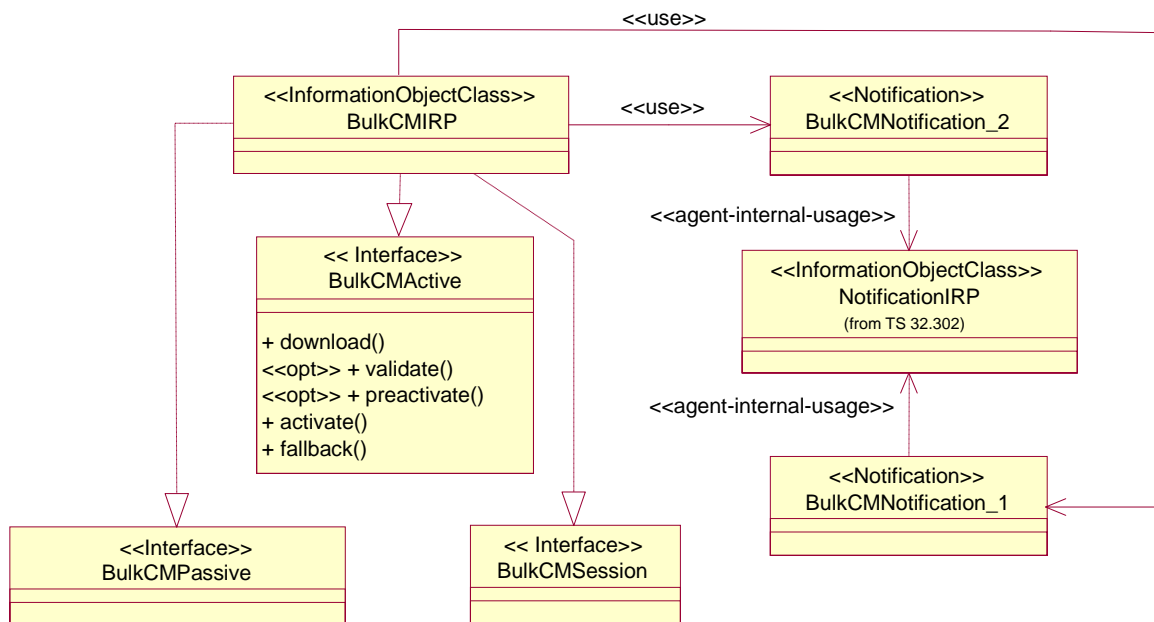 <<use>>
<<InformationObjectClass>>
BulkCMIRP
<<use>>
<<Notification>>
BulkCMNotification_2
<<agent-internal-usage>>
<< Interface>>
BulkCMActive
+ download()
<<opt>> + validate()
<<opt>> + preactivate()
+ activate()
+ fallback()
<<InformationObjectClass>>
NotificationIRP
(from TS 32.302)
<<agent-internal-usage>>
<<Notification>>
BulkCMNotification_1
<<Interface>>
BulkCMPassive
<< Interface>>
BulkCMSession